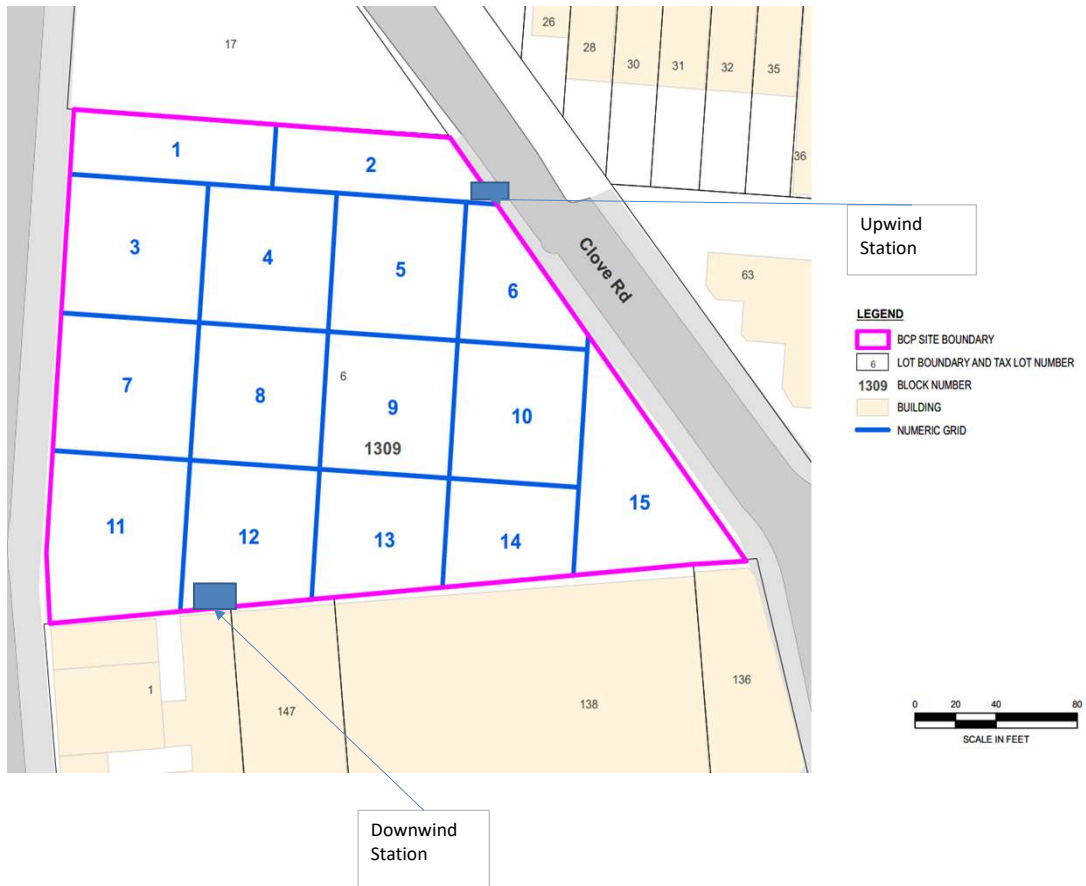 17
26
28
30
31
32
35
36
1
2
3
4
5
6
Clove Rd
Upwind
Station
63
LEGEND
BCP SITE BOUNDARY
6 LOT BOUNDARY AND TAX LOT NUMBER
1309 BLOCK NUMBER
BUILDING
NUMERIC GRID
7
8
6
9
10
1309
11
12
13
14
15
1
147
138
136
0 20 40 80
SCALE IN FEET
Downwind
Station